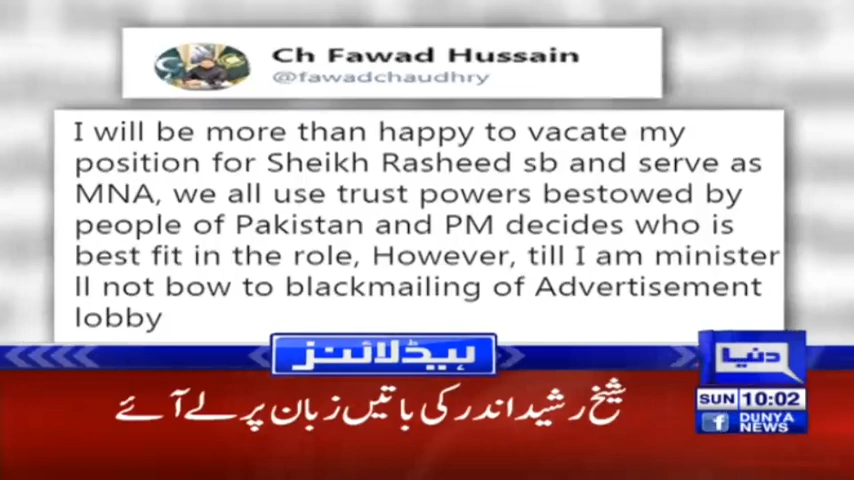 Ch Fawad Hussain
@fawadchaudhry
I will be more than happy to vacate my
position for Sheikh Rasheed sb and serve as
MNA, we all use trust powers bestowed by
people of Pakistan and PM decides who is
best fit in the role, However, till I am minister
ll not bow to blackmailing of Advertisement
lobby
ہیڈلائنز
دنیا
SUN 10:02
DUNYA
NEWS
شیخ رشید اندر کی باتیں زبان پر لے آئے